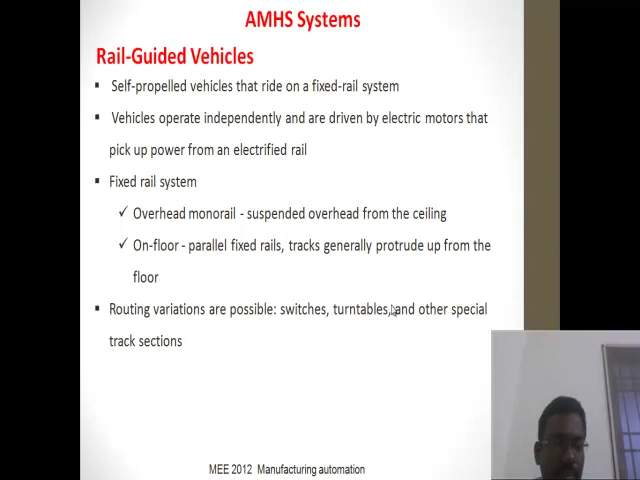 AMHS Systems
Rail-Guided Vehicles
▪ Self-propelled vehicles that ride on a fixed-rail system
▪ Vehicles operate independently and are driven by electric motors that
pick up power from an electrified rail
▪ Fixed rail system
✓ Overhead monorail - suspended overhead from the ceiling
✓ On-floor - parallel fixed rails, tracks generally protrude up from the
floor
▪ Routing variations are possible: switches, turntables, and other special
track sections
MEE 2012 Manufacturing automation